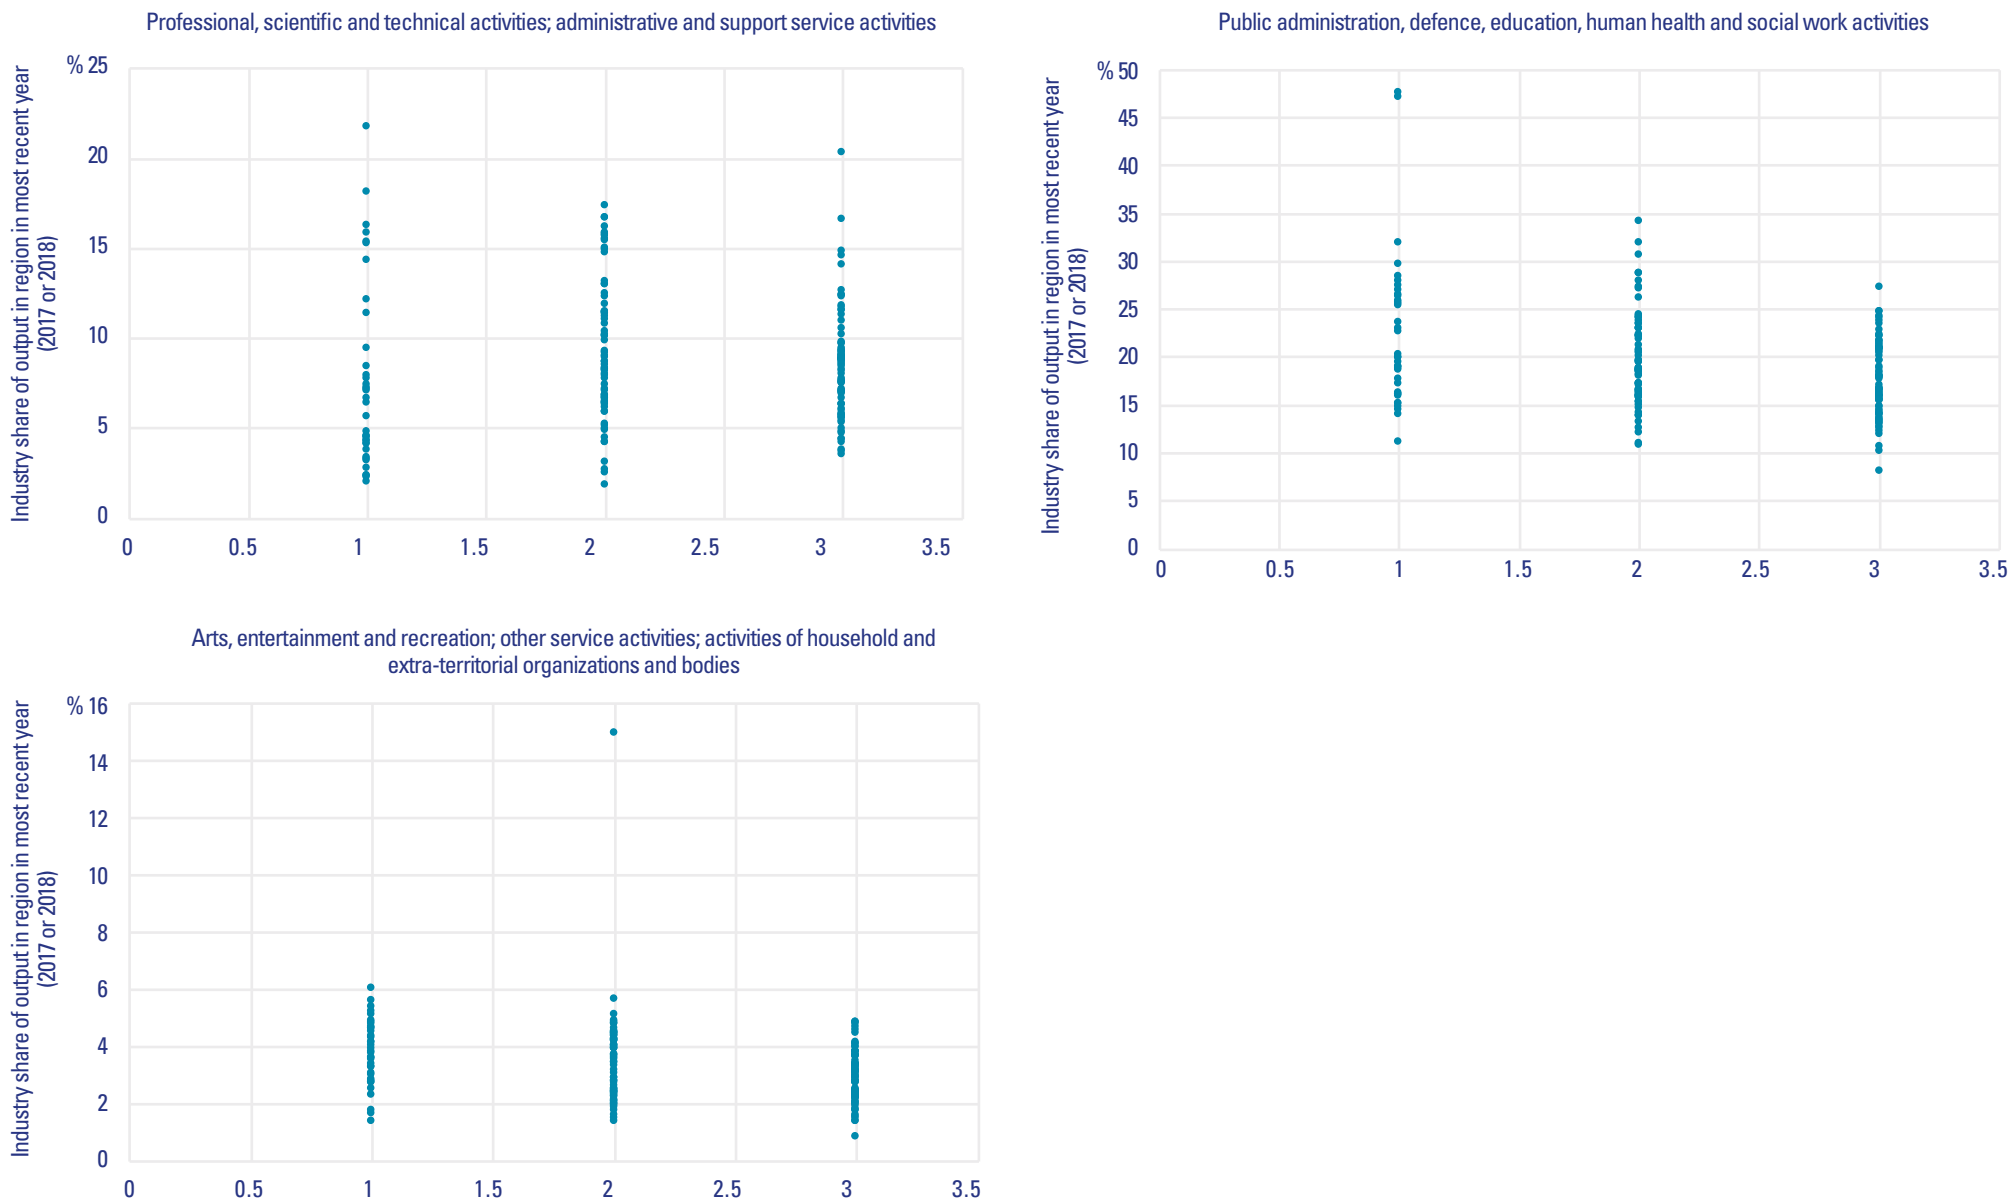 Professional, scientific and technical activities; administrative and support service activities
Industry share of output in region in most recent year
(2017 or 2018)
% 25
20
15
10
5
0
0 0.5 1 1.5 2 2.5 3 3.5
Public administration, defence, education, human health and social work activities
Industry share of output in region in most recent year
(2017 or 2018)
% 50
45
40
35
30
25
20
15
10
5
0
0 0.5 1 1.5 2 2.5 3 3.5
Arts, entertainment and recreation; other service activities; activities of household and
extra-territorial organizations and bodies
Industry share of output in region in most recent year
(2017 or 2018)
% 16
14
12
10
8
6
4
2
0
0 0.5 1 1.5 2 2.5 3 3.5